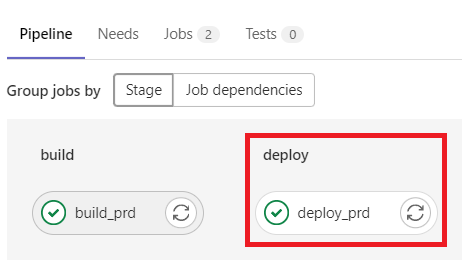 Pipeline Needs Jobs 2 Tests 0
Group jobs by Stage Job dependencies
build deploy
build_prd deploy_prd